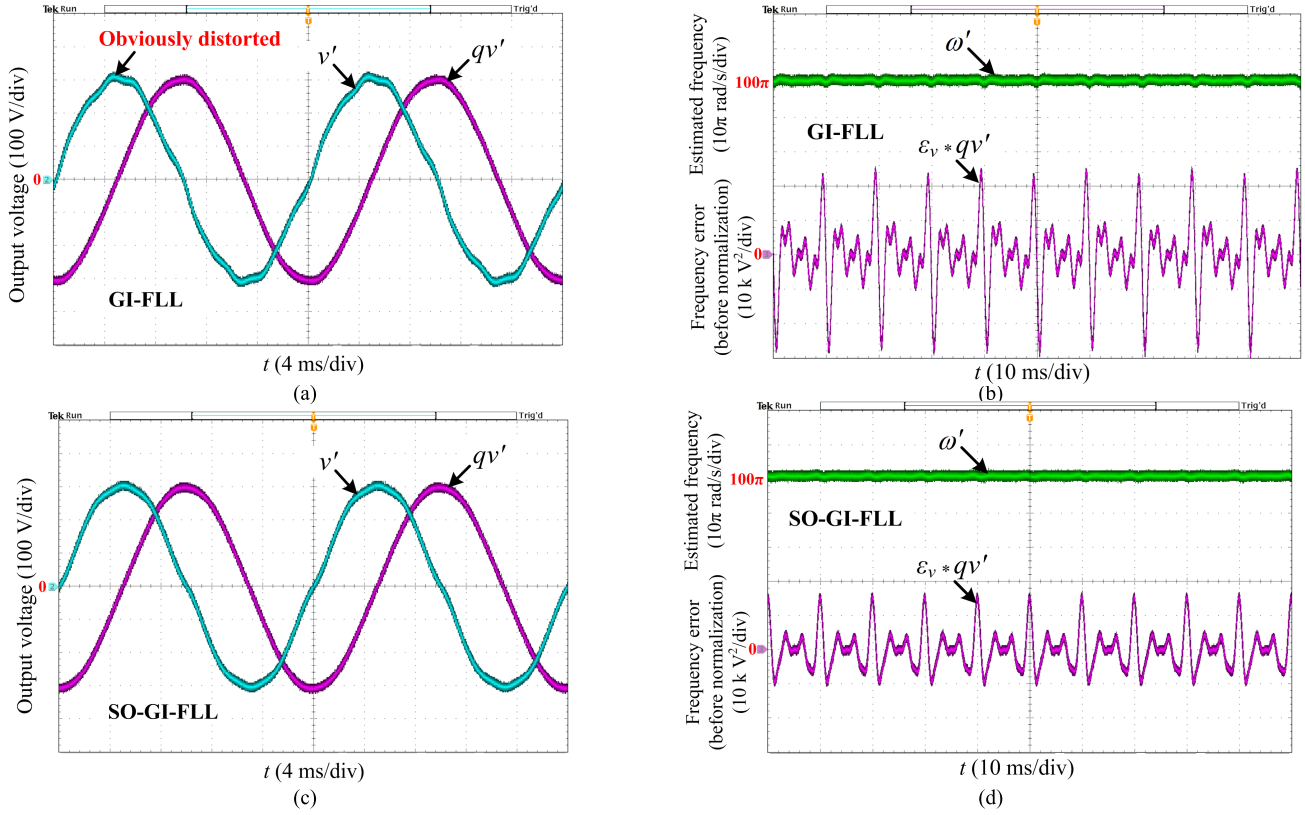 Tek Run
Trig'd
T
Obviously distorted
v′
qv′
Output voltage (100 V/div)
0
2
GI-FLL
t (4 ms/div)
(a)
Tek Run
Trig'd
T
ω′
Estimated frequency
(10π rad/s/div)
100π
GI-FLL
εv * qv′
Frequency error
(before normalization)
(10 k V²/div)
0
t (10 ms/div)
(b)
Tek Run
Trig'd
T
v′
qv′
Output voltage (100 V/div)
0
2
SO-GI-FLL
t (4 ms/div)
(c)
Tek Run
Trig'd
T
ω′
Estimated frequency
(10π rad/s/div)
100π
SO-GI-FLL
εv * qv′
Frequency error
(before normalization)
(10 k V²/div)
0
t (10 ms/div)
(d)